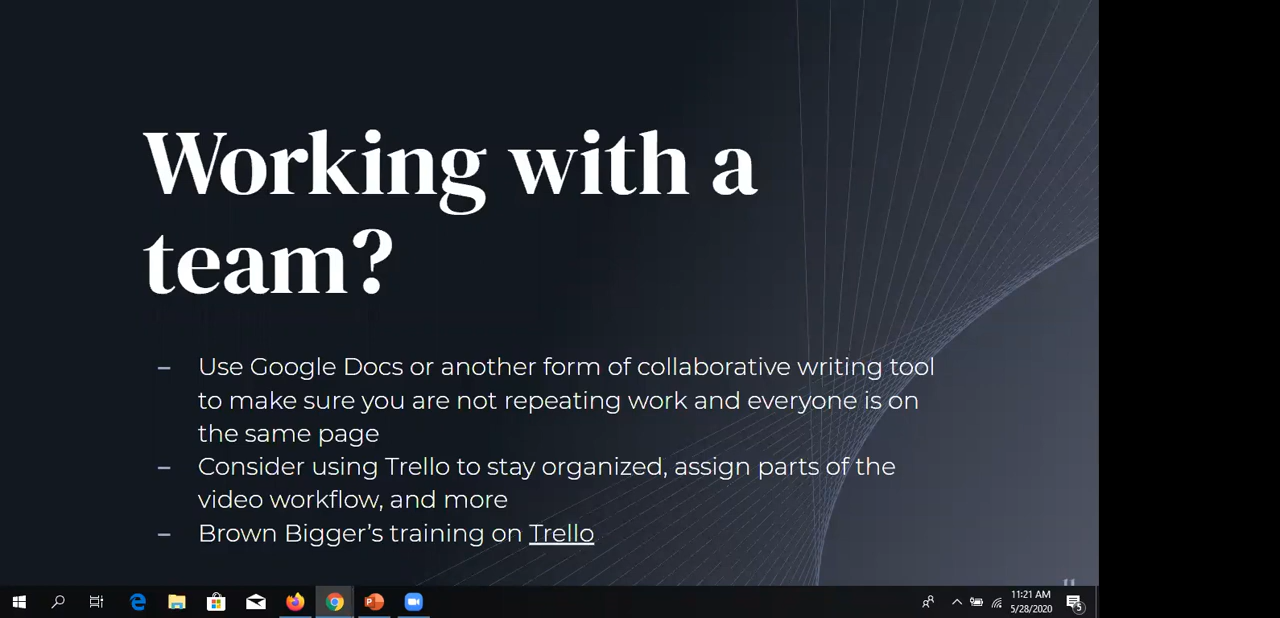 Working with a
team?
– Use Google Docs or another form of collaborative writing tool
to make sure you are not repeating work and everyone is on
the same page
– Consider using Trello to stay organized, assign parts of the
video workflow, and more
– Brown Bigger’s training on Trello
11:21 AM
5/28/2020
5